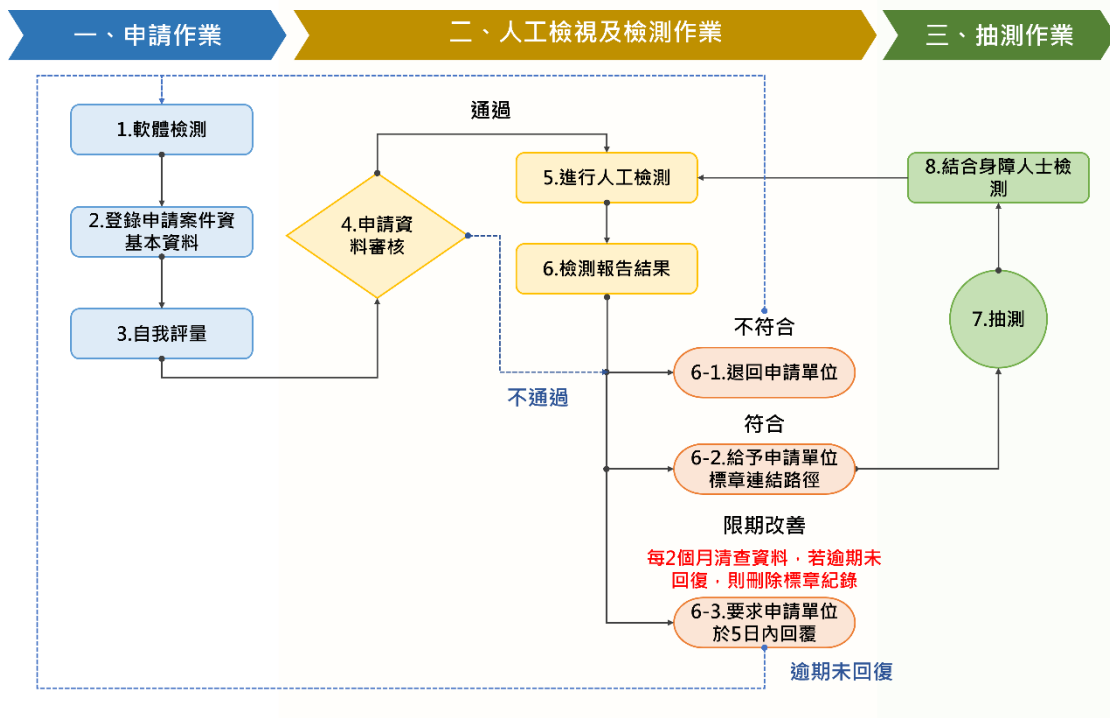 一、申請作業
二、人工檢視及檢測作業
三、抽測作業
1.軟體檢測
2.登錄申請案件資
基本資料
3.自我評量
4.申請資
料審核
通過
不通過
5.進行人工檢測
6.檢測報告結果
不符合
6-1.退回申請單位
符合
6-2.給予申請單位
標章連結路徑
限期改善
每2個月清查資料，若逾期未
回復，則刪除標章紀錄
6-3.要求申請單位
於5日內回覆
逾期未回復
7.抽測
8.結合身障人士檢
測